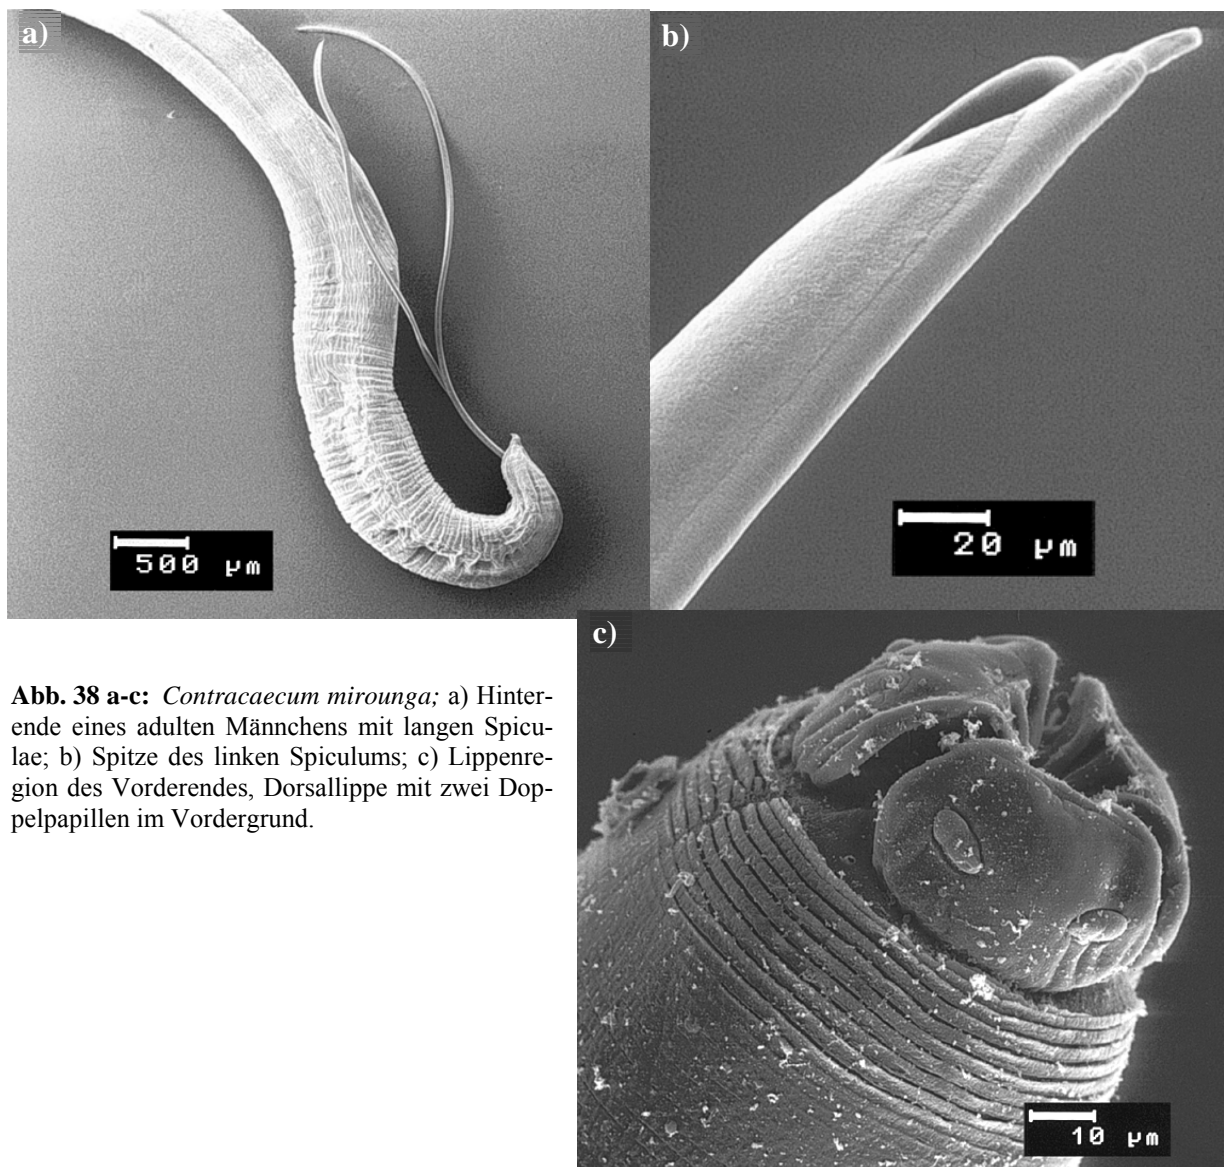 a)
b)
500 µm
20 µm
c)
Abb. 38 a-c: Contracaecum mirounga; a) Hinter-
ende eines adulten Männchens mit langen Spicu-
lae; b) Spitze des linken Spiculums; c) Lippenre-
gion des Vorderendes, Dorsallippe mit zwei Dop-
pelpapillen im Vordergrund.
10 µm